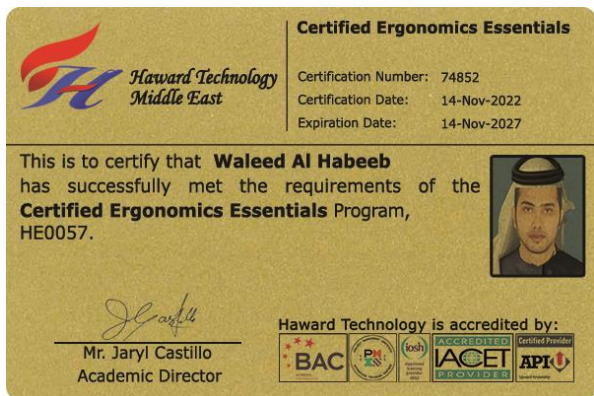 Haward Technology
Middle East
Certified Ergonomics Essentials
Certification Number: 74852
Certification Date: 14-Nov-2022
Expiration Date: 14-Nov-2027
This is to certify that Waleed Al Habeeb
has successfully met the requirements of the
Certified Ergonomics Essentials Program,
HE0057.
Mr. Jaryl Castillo
Academic Director
Haward Technology is accredited by:
BAC
iosh
ACCREDITED
IACET
PROVIDER
Certified Provider
API